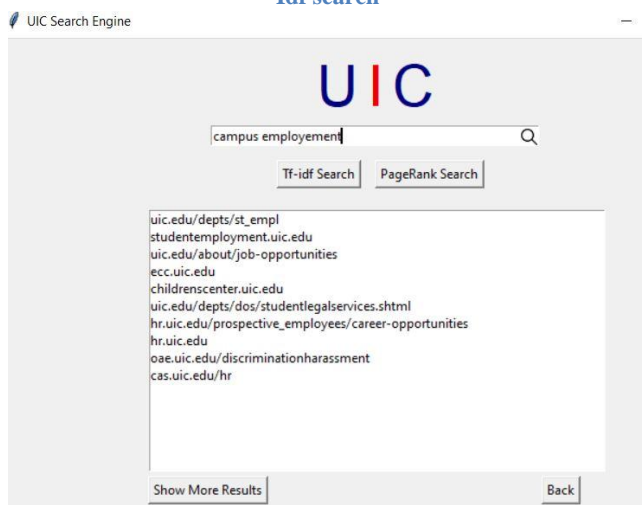 Idf search
UIC Search Engine
UIC
campus employement
Tf-idf Search PageRank Search
uic.edu/depts/st_empl
studentemployment.uic.edu
uic.edu/about/job-opportunities
ecc.uic.edu
childrenscenter.uic.edu
uic.edu/depts/dos/studentlegalservices.shtml
hr.uic.edu/prospective_employees/career-opportunities
hr.uic.edu
oae.uic.edu/discriminationharassment
cas.uic.edu/hr
Show More Results Back